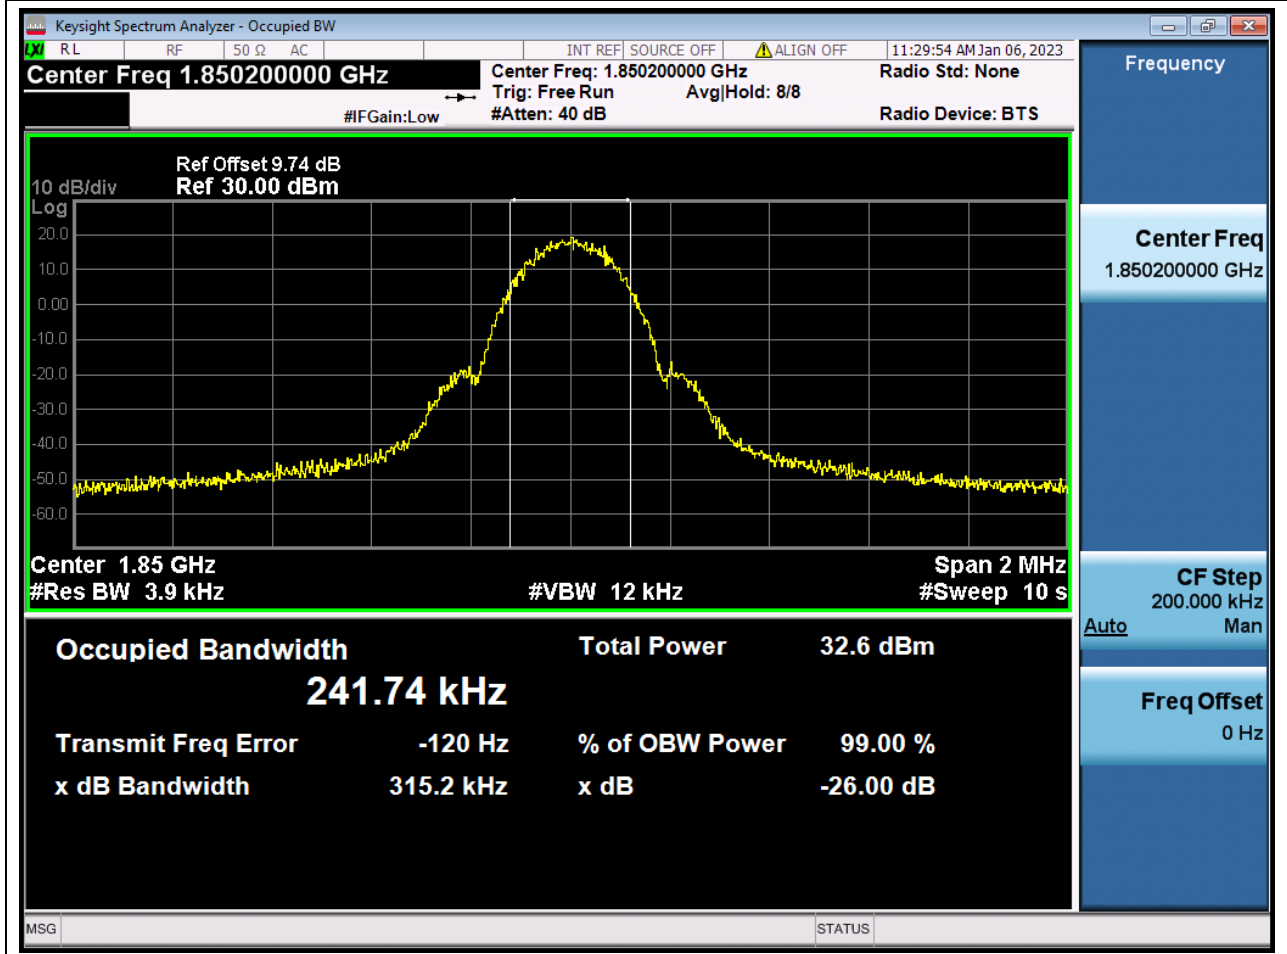 Keysight Spectrum Analyzer - Occupied BW
LXI RL RF 50 Ω AC INT REF SOURCE OFF ALIGN OFF 11:29:54 AM Jan 06, 2023
Center Freq 1.850200000 GHz
Center Freq: 1.850200000 GHz
Radio Std: None
Trig: Free Run Avg|Hold: 8/8
#IFGain:Low #Atten: 40 dB
Radio Device: BTS
Ref Offset 9.74 dB
10 dB/div Ref 30.00 dBm
Log
20.0
10.0
0.00
-10.0
-20.0
-30.0
-40.0
-50.0
-60.0
Center 1.85 GHz Span 2 MHz
#Res BW 3.9 kHz #VBW 12 kHz #Sweep 10 s
Occupied Bandwidth Total Power 32.6 dBm
241.74 kHz
Transmit Freq Error -120 Hz % of OBW Power 99.00 %
x dB Bandwidth 315.2 kHz x dB -26.00 dB
Frequency
Center Freq
1.850200000 GHz
CF Step
200.000 kHz
Auto Man
Freq Offset
0 Hz
MSG STATUS